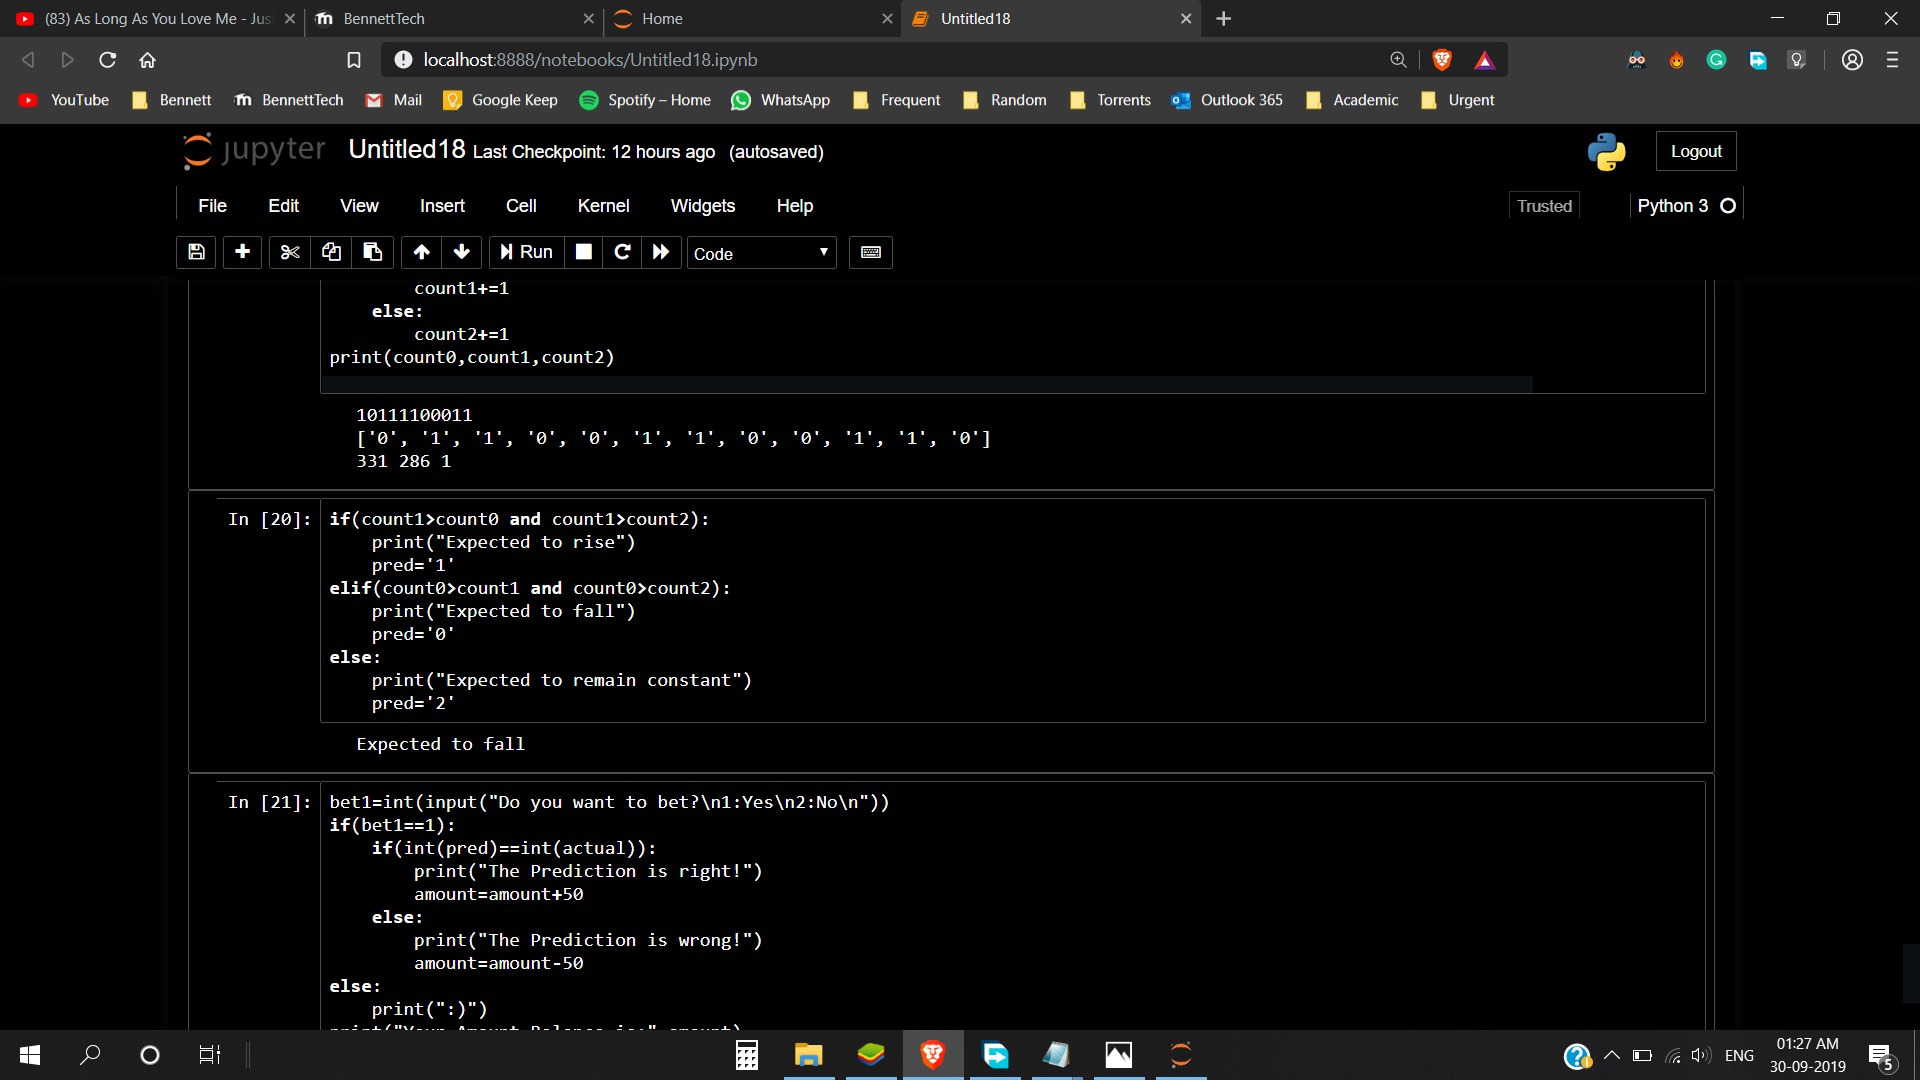 (83) As Long As You Love Me - Jus
BennettTech
Home
Untitled18
localhost:8888/notebooks/Untitled18.ipynb
YouTube
Bennett
BennettTech
Mail
Google Keep
Spotify – Home
WhatsApp
Frequent
Random
Torrents
Outlook 365
Academic
Urgent
jupyter
Untitled18 Last Checkpoint: 12 hours ago (autosaved)
Logout
File
Edit
View
Insert
Cell
Kernel
Widgets
Help
Trusted
Python 3
Run
Code
        count1+=1
    else:
        count2+=1
print(count0,count1,count2)
10111100011
['0', '1', '1', '0', '0', '1', '1', '0', '0', '1', '1', '0']
331 286 1
In [20]: if(count1>count0 and count1>count2):
    print("Expected to rise")
    pred='1'
elif(count0>count1 and count0>count2):
    print("Expected to fall")
    pred='0'
else:
    print("Expected to remain constant")
    pred='2'
Expected to fall
In [21]: bet1=int(input("Do you want to bet?\n1:Yes\n2:No\n"))
if(bet1==1):
    if(int(pred)==int(actual)):
        print("The Prediction is right!")
        amount=amount+50
    else:
        print("The Prediction is wrong!")
        amount=amount-50
else:
    print(":)")
print("Your Amount Balance is:",amount)
ENG
01:27 AM
30-09-2019
5